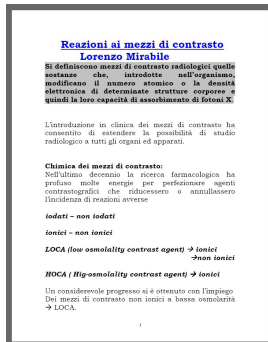 Reazioni ai mezzi di contrasto
Lorenzo Mirabile
Si definiscono mezzi di contrasto radiologici quelle
sostanze che, introdotte nell'organismo,
modificano il numero atomico o la densità
elettronica di determinate strutture corporee e
quindi la loro capacità di assorbimento di fotoni X.
L'introduzione in clinica dei mezzi di contrasto ha
consentito di estendere la possibilità di studio
radiologico a tutti gli organi ed apparati.
Chimica dei mezzi di contrasto:
Nell'ultimo decennio la ricerca farmacologica ha
profuso molte energie per perfezionare agenti
contrastografici che riducessero o annullassero
l'incidenza di reazioni avverse
iodati – non iodati
ionici – non ionici
LOCA (low osmolality contrast agent) → ionici
→non ionici
HOCA ( Hig-osmolality contrast agent) → ionici
Un considerevole progresso si è ottenuto con l'impiego
Dei mezzi di contrasto non ionici a bassa osmolarità
→ LOCA.
1